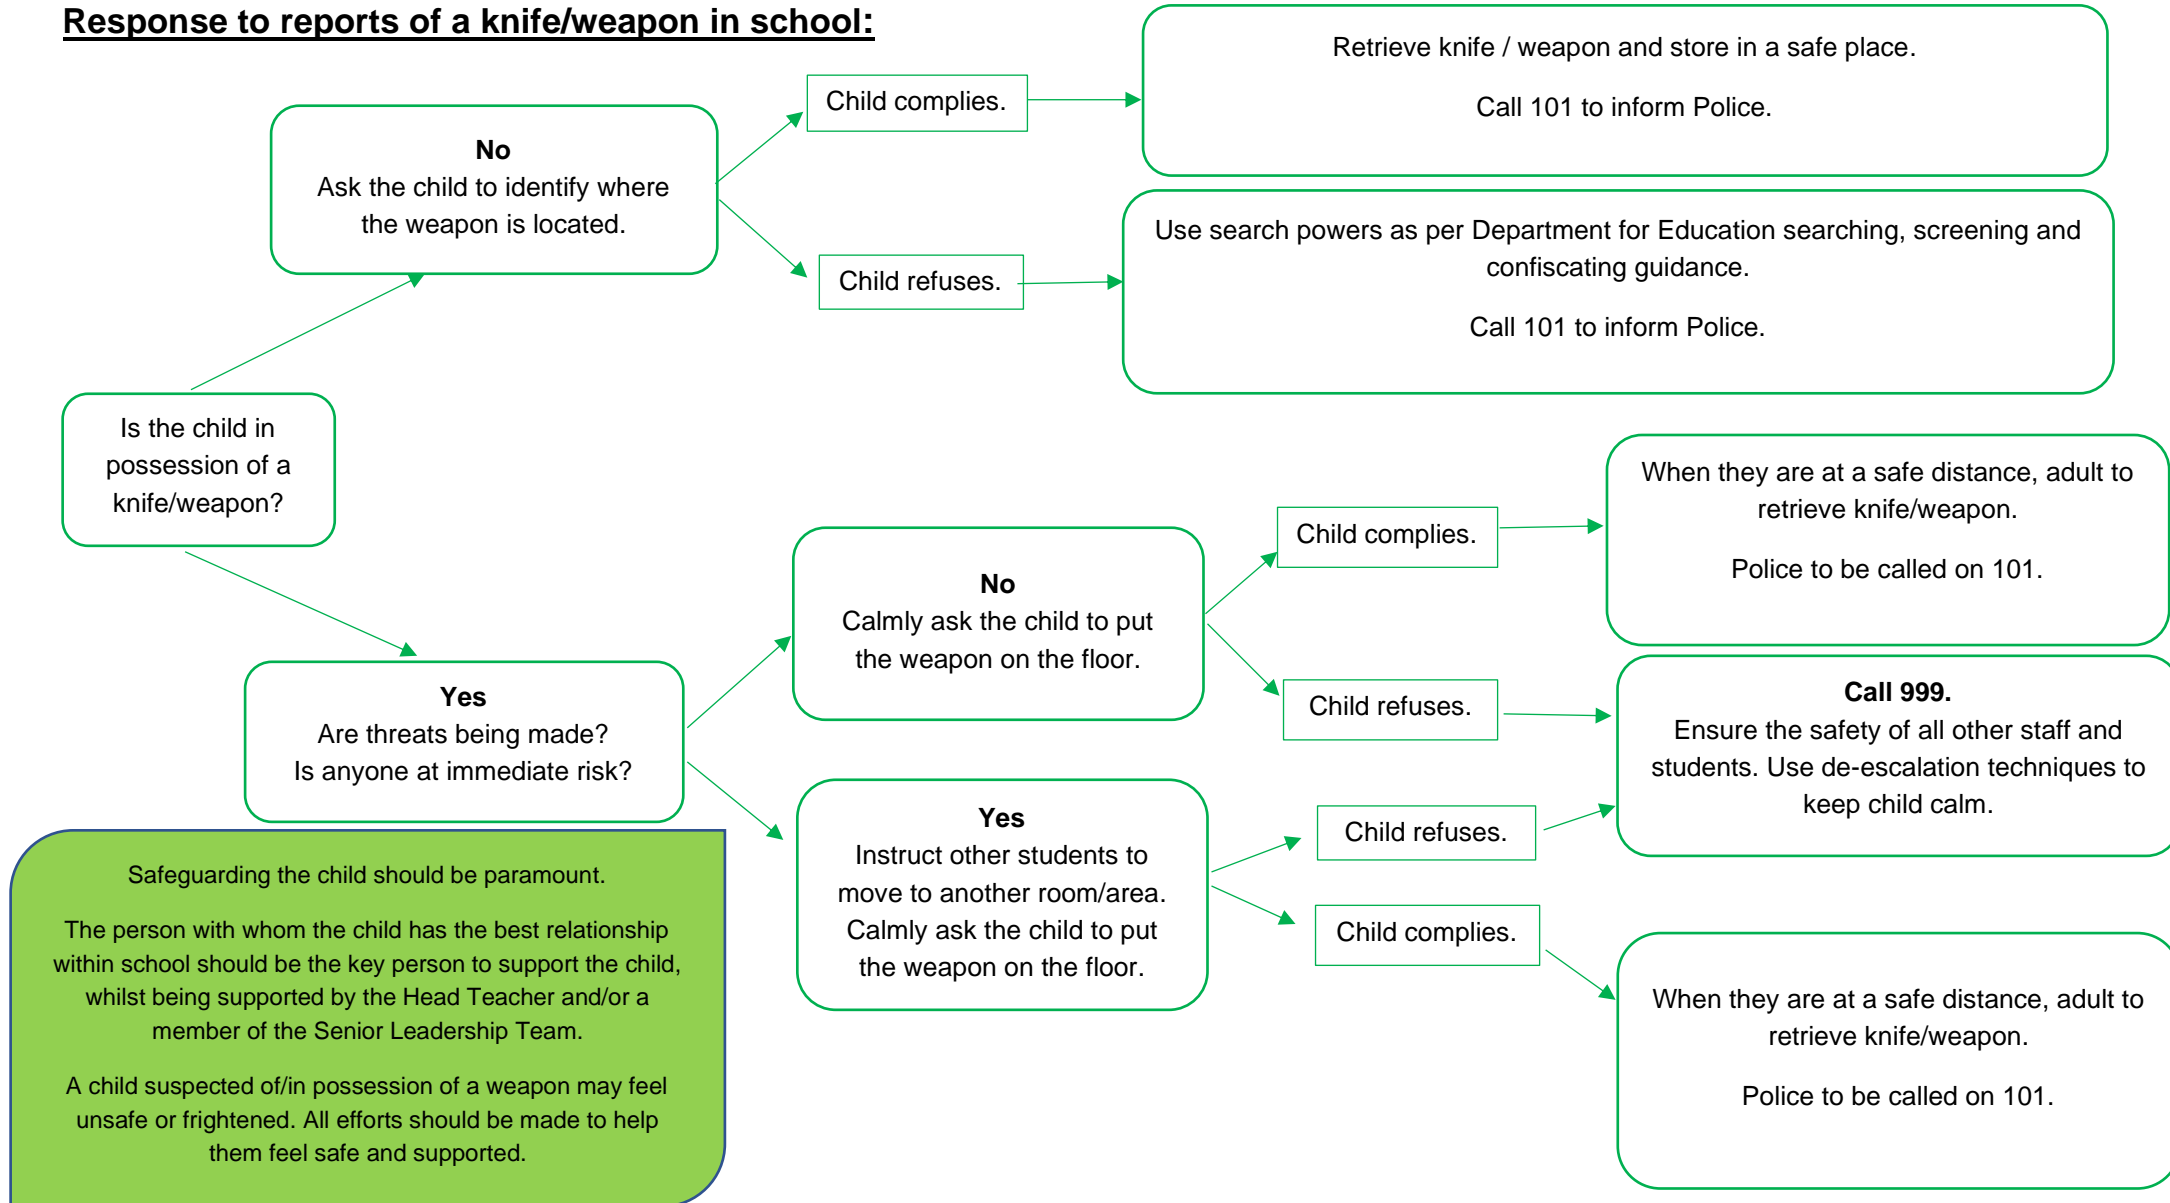 Response to reports of a knife/weapon in school:
Is the child in
possession of a
knife/weapon?
No
Ask the child to identify where
the weapon is located.
Child complies.
Retrieve knife / weapon and store in a safe place.
Call 101 to inform Police.
Child refuses.
Use search powers as per Department for Education searching, screening and
confiscating guidance.
Call 101 to inform Police.
Yes
Are threats being made?
Is anyone at immediate risk?
No
Calmly ask the child to put
the weapon on the floor.
Child complies.
When they are at a safe distance, adult to
retrieve knife/weapon.
Police to be called on 101.
Child refuses.
Call 999.
Ensure the safety of all other staff and
students. Use de-escalation techniques to
keep child calm.
Yes
Instruct other students to
move to another room/area.
Calmly ask the child to put
the weapon on the floor.
Child refuses.
Child complies.
When they are at a safe distance, adult to
retrieve knife/weapon.
Police to be called on 101.
Safeguarding the child should be paramount.
The person with whom the child has the best relationship
within school should be the key person to support the child,
whilst being supported by the Head Teacher and/or a
member of the Senior Leadership Team.
A child suspected of/in possession of a weapon may feel
unsafe or frightened. All efforts should be made to help
them feel safe and supported.